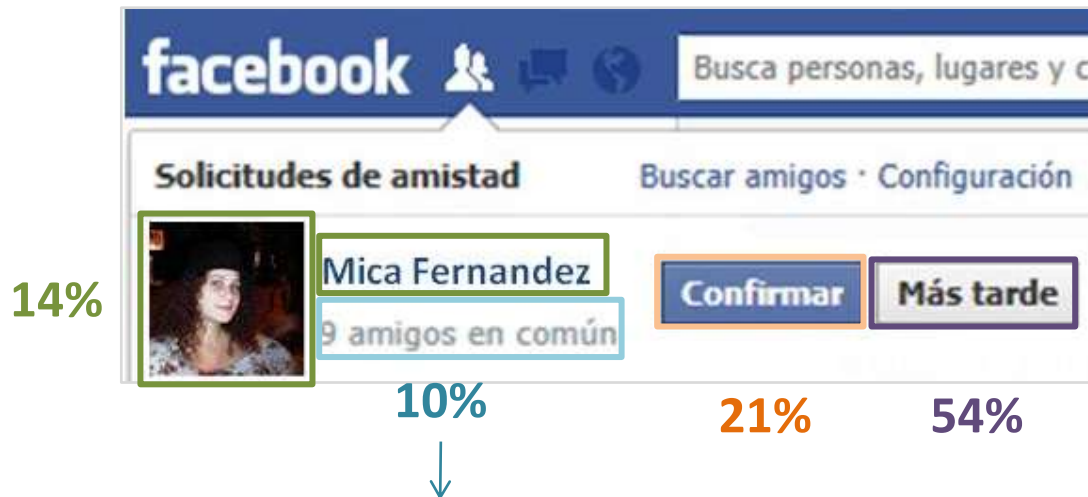 facebook
Busca personas, lugares y c
Solicitudes de amistad
Buscar amigos · Configuración
Mica Fernandez
9 amigos en común
Confirmar
Más tarde
14%
10%
21%
54%